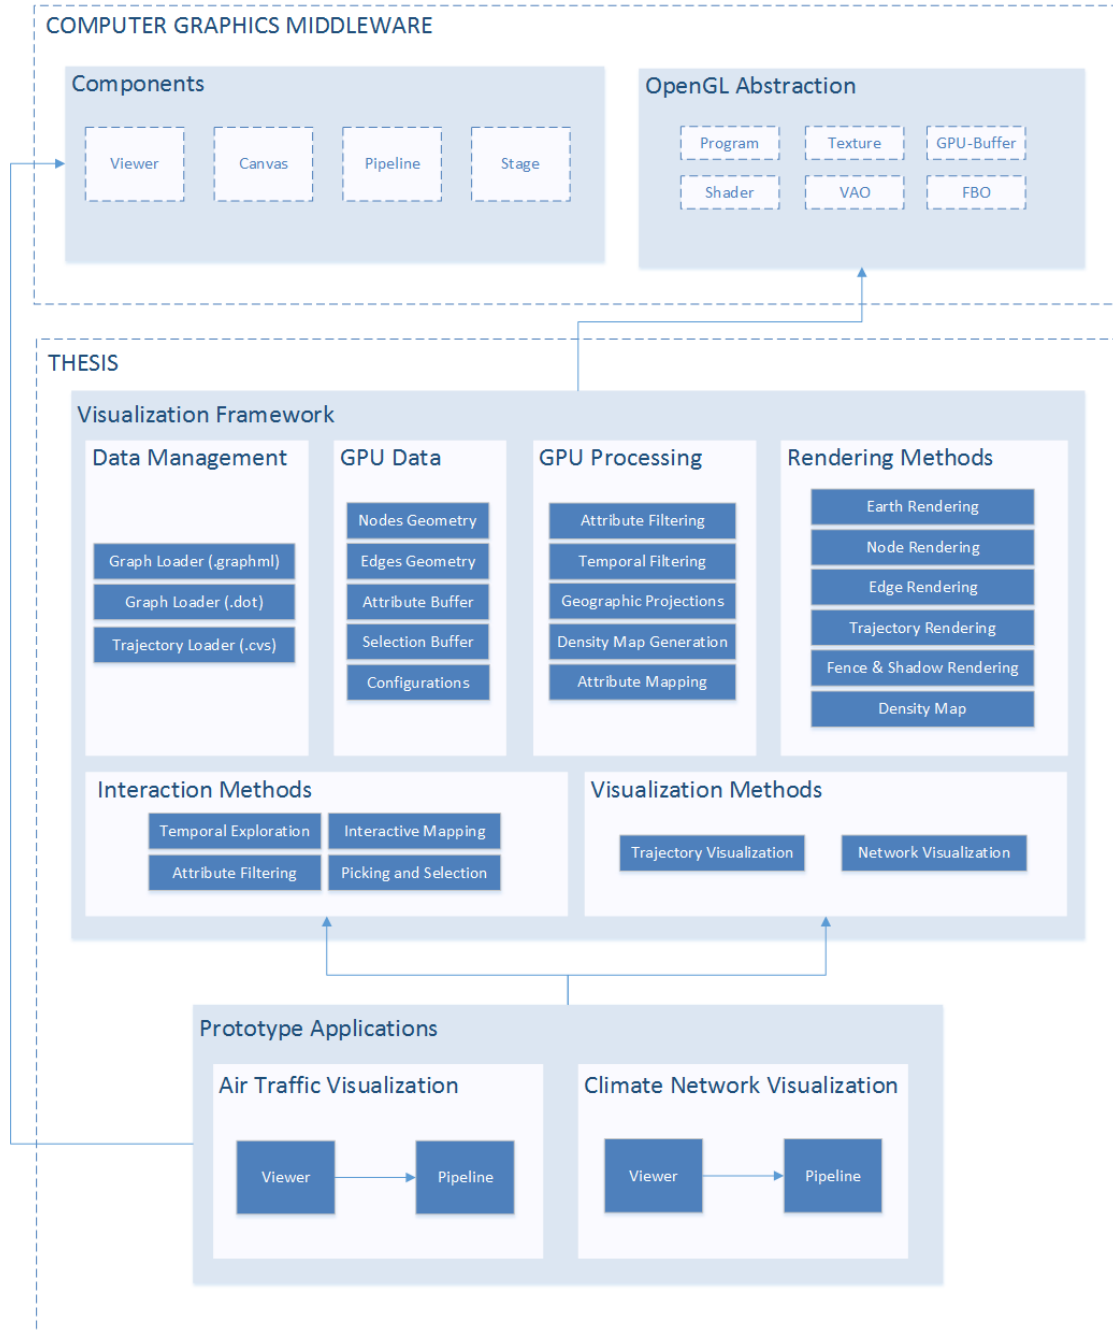 COMPUTER GRAPHICS MIDDLEWARE
Components
Viewer
Canvas
Pipeline
Stage
OpenGL Abstraction
Program
Texture
GPU-Buffer
Shader
VAO
FBO
THESIS
Visualization Framework
Data Management
Graph Loader (.graphml)
Graph Loader (.dot)
Trajectory Loader (.cvs)
GPU Data
Nodes Geometry
Edges Geometry
Attribute Buffer
Selection Buffer
Configurations
GPU Processing
Attribute Filtering
Temporal Filtering
Geographic Projections
Density Map Generation
Attribute Mapping
Rendering Methods
Earth Rendering
Node Rendering
Edge Rendering
Trajectory Rendering
Fence & Shadow Rendering
Density Map
Interaction Methods
Temporal Exploration
Interactive Mapping
Attribute Filtering
Picking and Selection
Visualization Methods
Trajectory Visualization
Network Visualization
Prototype Applications
Air Traffic Visualization
Viewer
Pipeline
Climate Network Visualization
Viewer
Pipeline